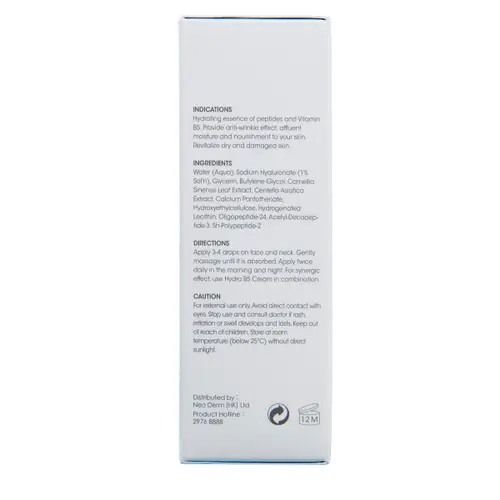 INDICATIONS
Hydrating essence of peptides and Vitamin
B5. Provide anti-wrinkle effect, affluent
moisture and nourishment to your skin.
Revitalize dry and damaged skin.
INGREDIENTS
Water (Aqua), Sodium Hyaluronate (1%
Sol'n), Glycerin, Butylene Glycol, Camellia
Sinensis Leaf Extract, Centella Asiatica
Extract, Calcium Pantothenate,
Hydroxyethylcellulose, Hydrogenated
Lecithin, Oligopeptide-24, Acetyl-Decapep-
tide-3, Sh-Polypeptide-2
DIRECTIONS
Apply 3-4 drops on face and neck. Gently
massage until it is absorbed. Apply twice
daily in the morning and night. For synergic
effect, use Hydra B5 Cream in combination.
CAUTION
For external use only. Avoid direct contact with
eyes. Stop use and consult doctor if rash,
irritation or swell develops and lasts. Keep out
of reach of children. Store at room
temperature (below 25°C) without direct
sunlight.
Distributed by :
Neo Derm (HK) Ltd
Product Hotline :
2976 8888
12M